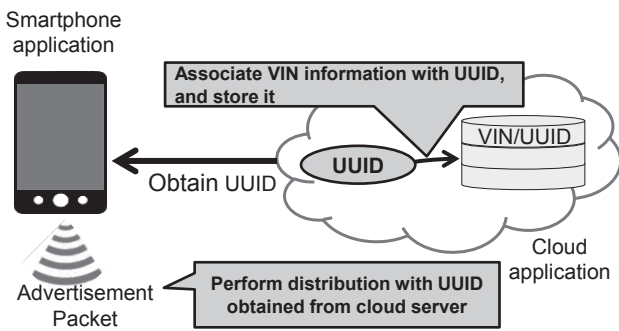 Smartphone
application
Associate VIN information with UUID,
and store it
VIN/UUID
UUID
Obtain UUID
Cloud
application
Advertisement
Packet
Perform distribution with UUID
obtained from cloud server